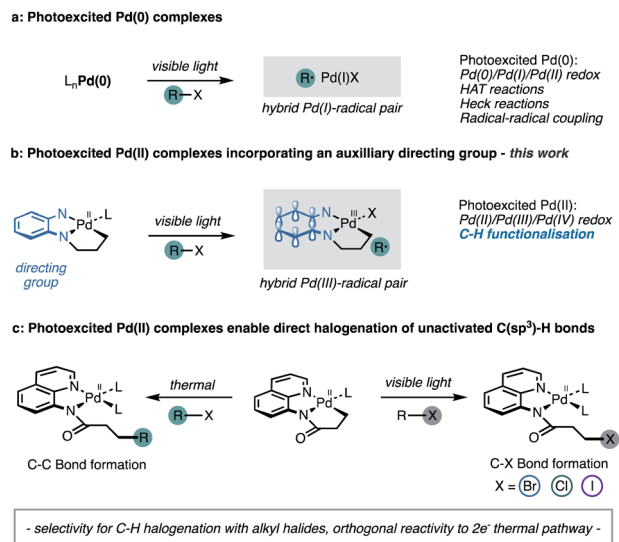 a: Photoexcited Pd(0) complexes
LnPd(0)
visible light
R—X
R• Pd(I)X
hybrid Pd(I)-radical pair
Photoexcited Pd(0):
Pd(0)/Pd(I)/Pd(II) redox
HAT reactions
Heck reactions
Radical-radical coupling
b: Photoexcited Pd(II) complexes incorporating an auxilliary directing group - this work
N
II
Pd
L
N
directing
group
visible light
R—X
N
III
Pd
X
N
R•
hybrid Pd(III)-radical pair
Photoexcited Pd(II):
Pd(II)/Pd(III)/Pd(IV) redox
C-H functionalisation
c: Photoexcited Pd(II) complexes enable direct halogenation of unactivated C(sp3)-H bonds
N
II
Pd
L
L
N
O
R
C-C Bond formation
thermal
R—X
N
II
Pd
L
N
O
visible light
R—X
N
II
Pd
L
L
N
O
X
C-X Bond formation
X = Br Cl I
- selectivity for C-H halogenation with alkyl halides, orthogonal reactivity to 2e- thermal pathway -